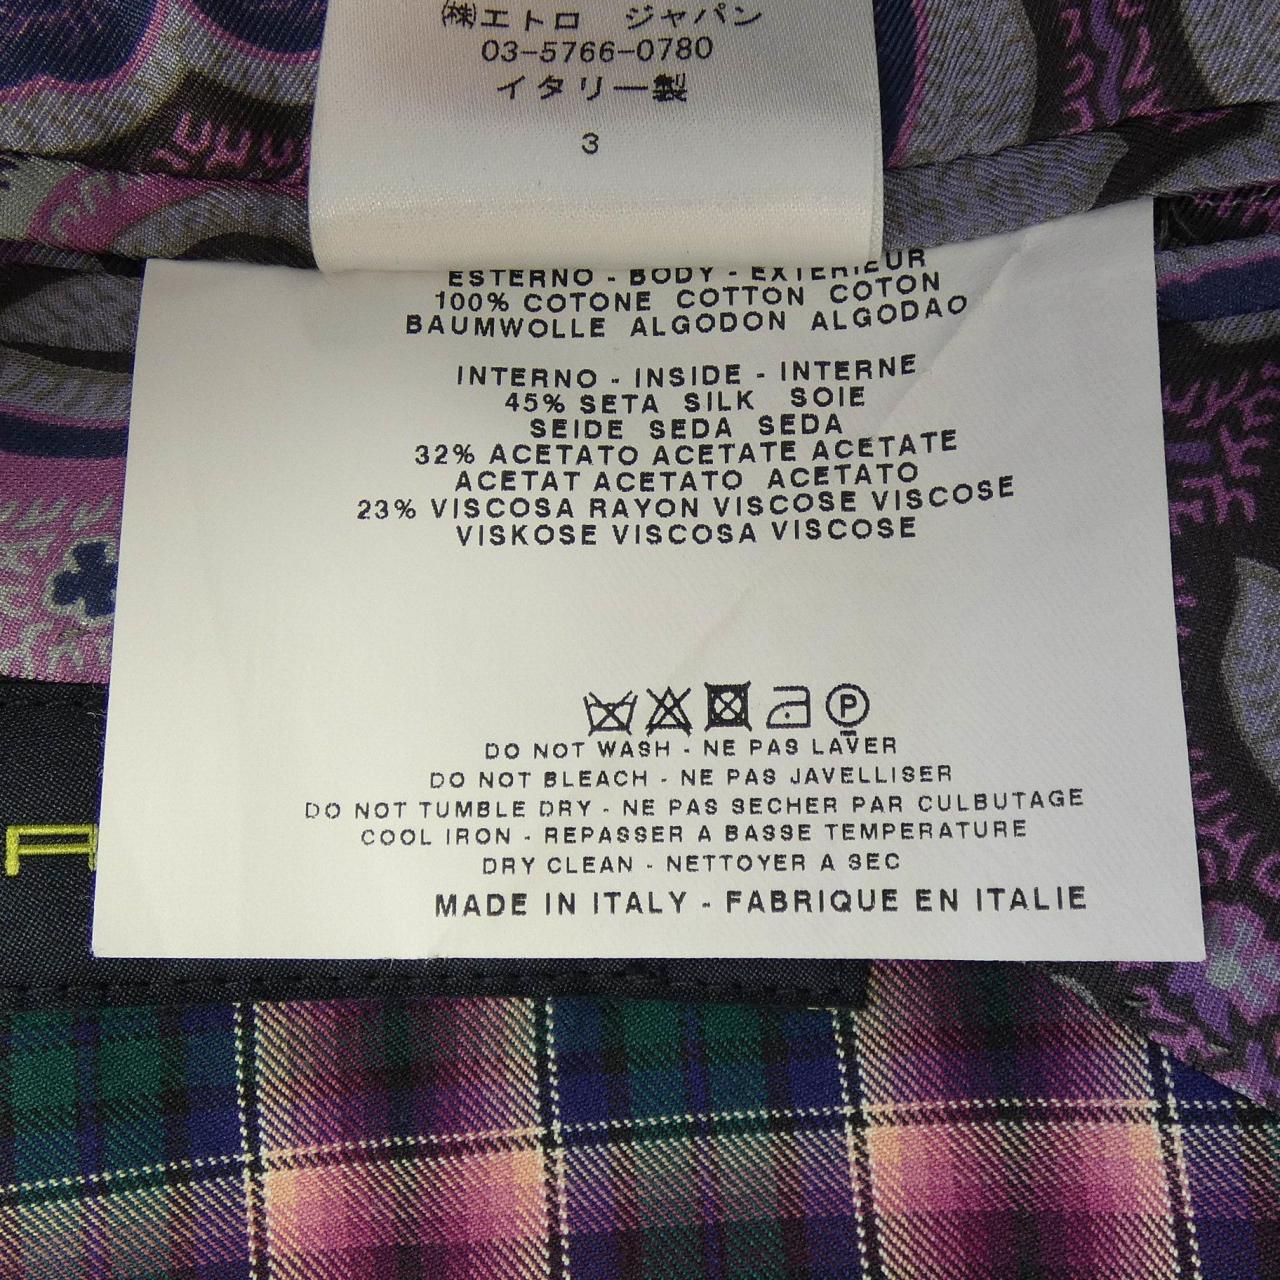 ㈱エトロ ジャパン
03-5766-0780
イタリー製
3
ESTERNO - BODY - EXTERIEUR
100% COTONE COTTON COTON
BAUMWOLLE ALGODON ALGODAO
INTERNO - INSIDE - INTERNE
45% SETA SILK SOIE
SEIDE SEDA SEDA
32% ACETATO ACETATE ACETATE
ACETAT ACETATO ACETATO
23% VISCOSA RAYON VISCOSE VISCOSE
VISKOSE VISCOSA VISCOSE
P
DO NOT WASH - NE PAS LAVER
DO NOT BLEACH - NE PAS JAVELLISER
DO NOT TUMBLE DRY - NE PAS SECHER PAR CULBUTAGE
COOL IRON - REPASSER A BASSE TEMPERATURE
DRY CLEAN - NETTOYER A SEC
MADE IN ITALY - FABRIQUE EN ITALIE